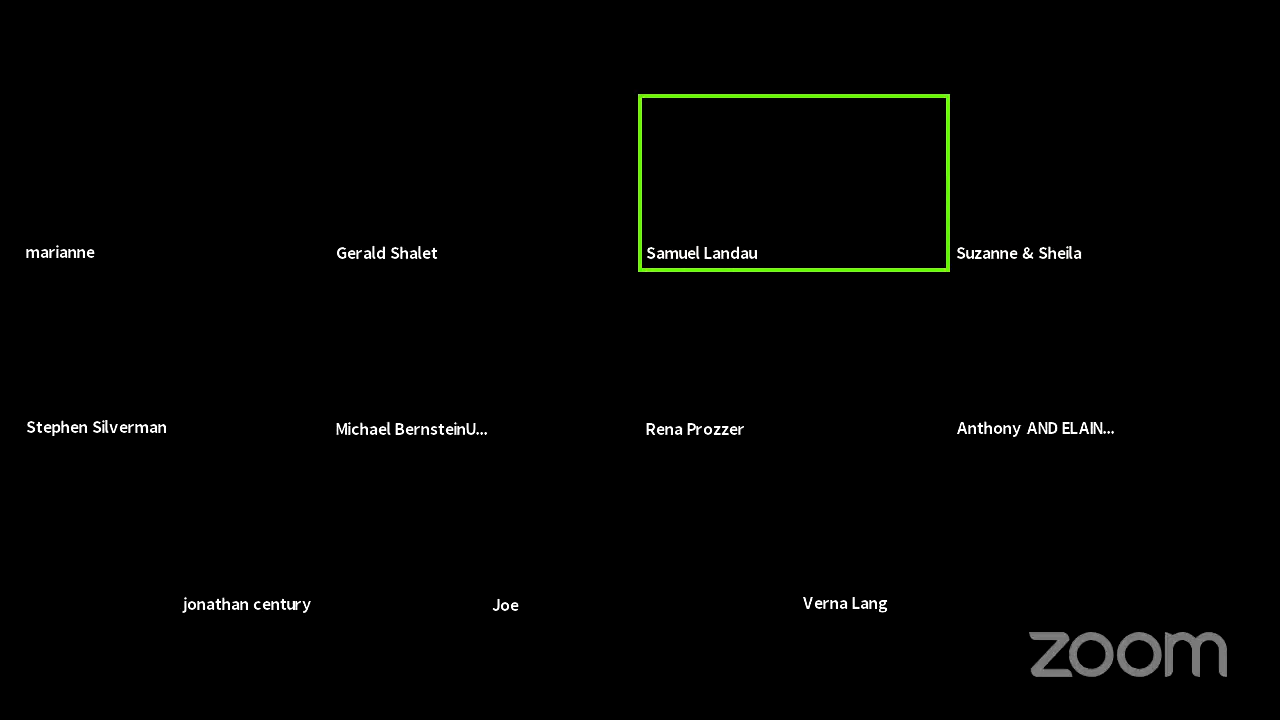 marianne
Gerald Shalet
Samuel Landau
Suzanne & Sheila
Stephen Silverman
Michael BernsteinU...
Rena Prozzer
Anthony AND ELAIN...
jonathan century
Joe
Verna Lang
zoom